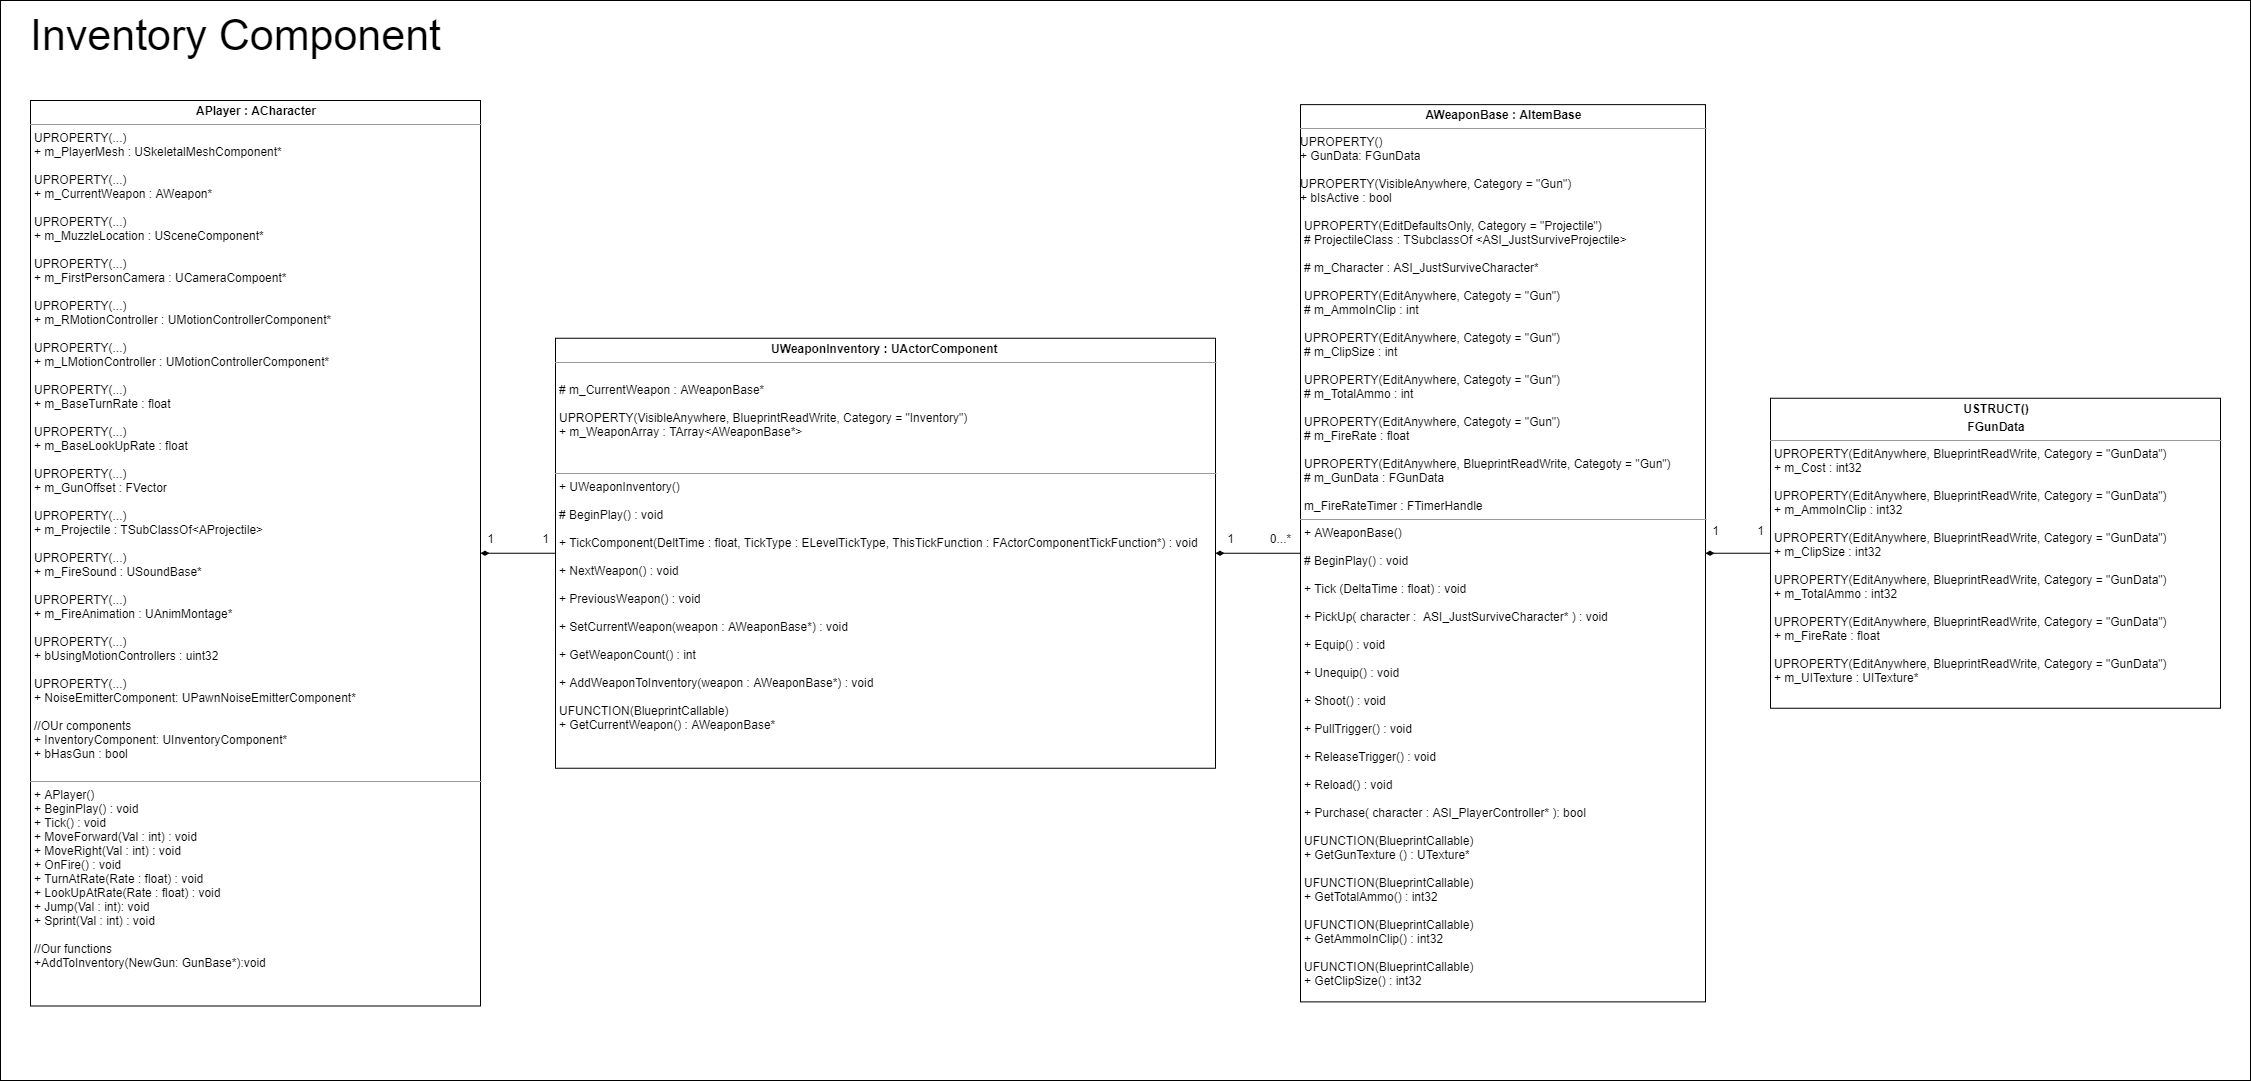 Inventory Component
APlayer : ACharacter
UPROPERTY(...)
+ m_PlayerMesh : USkeletalMeshComponent*
UPROPERTY(...)
+ m_CurrentWeapon : AWeapon*
UPROPERTY(...)
+ m_MuzzleLocation : USceneComponent*
UPROPERTY(...)
+ m_FirstPersonCamera : UCameraCompoent*
UPROPERTY(...)
+ m_RMotionController : UMotionControllerComponent*
UPROPERTY(...)
+ m_LMotionController : UMotionControllerComponent*
UPROPERTY(...)
+ m_BaseTurnRate : float
UPROPERTY(...)
+ m_BaseLookUpRate : float
UPROPERTY(...)
+ m_GunOffset : FVector
UPROPERTY(...)
+ m_Projectile : TSubClassOf<AProjectile>
UPROPERTY(...)
+ m_FireSound : USoundBase*
UPROPERTY(...)
+ m_FireAnimation : UAnimMontage*
UPROPERTY(...)
+ bUsingMotionControllers : uint32
UPROPERTY(...)
+ NoiseEmitterComponent: UPawnNoiseEmitterComponent*
//OUr components
+ InventoryComponent: UInventoryComponent*
+ bHasGun : bool
+ APlayer()
+ BeginPlay() : void
+ Tick() : void
+ MoveForward(Val : int) : void
+ MoveRight(Val : int) : void
+ OnFire() : void
+ TurnAtRate(Rate : float) : void
+ LookUpAtRate(Rate : float) : void
+ Jump(Val : int): void
+ Sprint(Val : int) : void
//Our functions
+AddToInventory(NewGun: GunBase*):void
1
1
UWeaponInventory : UActorComponent
# m_CurrentWeapon : AWeaponBase*
UPROPERTY(VisibleAnywhere, BlueprintReadWrite, Category = "Inventory")
+ m_WeaponArray : TArray<AWeaponBase*>
+ UWeaponInventory()
# BeginPlay() : void
+ TickComponent(DeltTime : float, TickType : ELevelTickType, ThisTickFunction : FActorComponentTickFunction*) : void
+ NextWeapon() : void
+ PreviousWeapon() : void
+ SetCurrentWeapon(weapon : AWeaponBase*) : void
+ GetWeaponCount() : int
+ AddWeaponToInventory(weapon : AWeaponBase*) : void
UFUNCTION(BlueprintCallable)
+ GetCurrentWeapon() : AWeaponBase*
1
0...*
AWeaponBase : AItemBase
UPROPERTY()
+ GunData: FGunData
UPROPERTY(VisibleAnywhere, Category = "Gun")
+ bIsActive : bool
UPROPERTY(EditDefaultsOnly, Category = "Projectile")
# ProjectileClass : TSubclassOf <ASI_JustSurviveProjectile>
# m_Character : ASI_JustSurviveCharacter*
UPROPERTY(EditAnywhere, Categoty = "Gun")
# m_AmmoInClip : int
UPROPERTY(EditAnywhere, Categoty = "Gun")
# m_ClipSize : int
UPROPERTY(EditAnywhere, Categoty = "Gun")
# m_TotalAmmo : int
UPROPERTY(EditAnywhere, Categoty = "Gun")
# m_FireRate : float
UPROPERTY(EditAnywhere, BlueprintReadWrite, Categoty = "Gun")
# m_GunData : FGunData
m_FireRateTimer : FTimerHandle
+ AWeaponBase()
# BeginPlay() : void
+ Tick (DeltaTime : float) : void
+ PickUp( character :  ASI_JustSurviveCharacter* ) : void
+ Equip() : void
+ Unequip() : void
+ Shoot() : void
+ PullTrigger() : void
+ ReleaseTrigger() : void
+ Reload() : void
+ Purchase( character : ASI_PlayerController* ): bool
UFUNCTION(BlueprintCallable)
+ GetGunTexture () : UTexture*
UFUNCTION(BlueprintCallable)
+ GetTotalAmmo() : int32
UFUNCTION(BlueprintCallable)
+ GetAmmoInClip() : int32
UFUNCTION(BlueprintCallable)
+ GetClipSize() : int32
1
1
USTRUCT()
FGunData
UPROPERTY(EditAnywhere, BlueprintReadWrite, Category = "GunData")
+ m_Cost : int32
UPROPERTY(EditAnywhere, BlueprintReadWrite, Category = "GunData")
+ m_AmmoInClip : int32
UPROPERTY(EditAnywhere, BlueprintReadWrite, Category = "GunData")
+ m_ClipSize : int32
UPROPERTY(EditAnywhere, BlueprintReadWrite, Category = "GunData")
+ m_TotalAmmo : int32
UPROPERTY(EditAnywhere, BlueprintReadWrite, Category = "GunData")
+ m_FireRate : float
UPROPERTY(EditAnywhere, BlueprintReadWrite, Category = "GunData")
+ m_UITexture : UITexture*